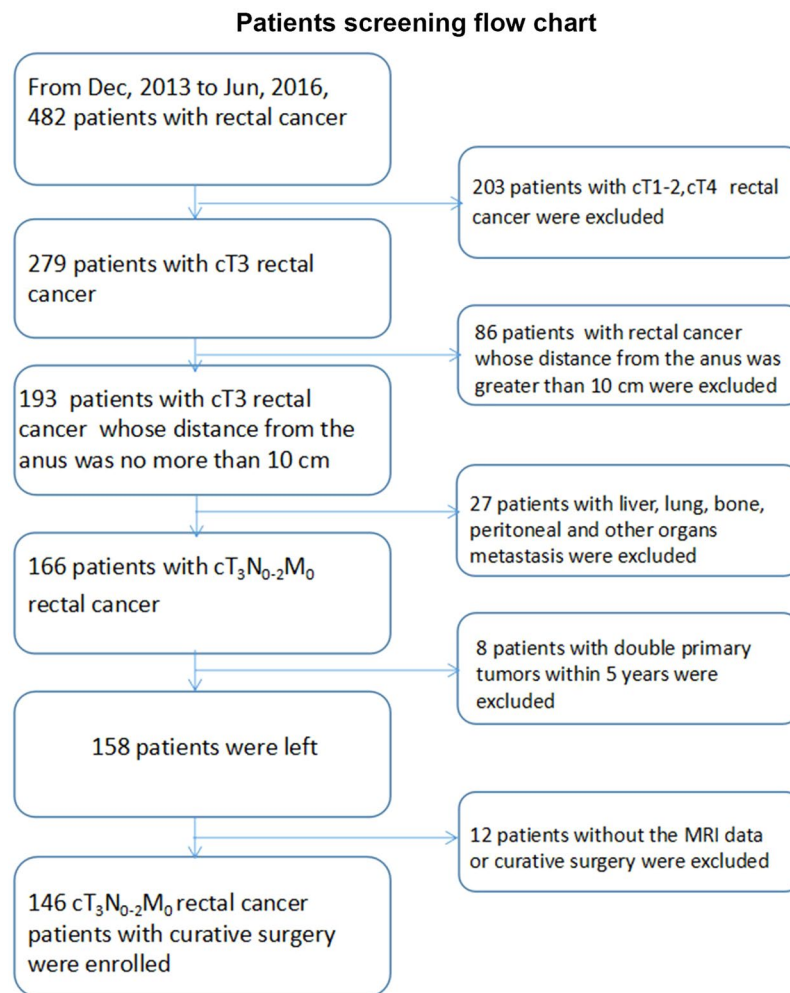 Patients screening flow chart
From Dec, 2013 to Jun, 2016,
482 patients with rectal cancer
203 patients with cT1-2,cT4 rectal
cancer were excluded
279 patients with cT3 rectal
cancer
86 patients with rectal cancer
whose distance from the anus was
greater than 10 cm were excluded
193 patients with cT3 rectal
cancer whose distance from the
anus was no more than 10 cm
27 patients with liver, lung, bone,
peritoneal and other organs
metastasis were excluded
166 patients with cT₃N₀₋₂M₀
rectal cancer
8 patients with double primary
tumors within 5 years were
excluded
158 patients were left
12 patients without the MRI data
or curative surgery were excluded
146 cT₃N₀₋₂M₀ rectal cancer
patients with curative surgery
were enrolled